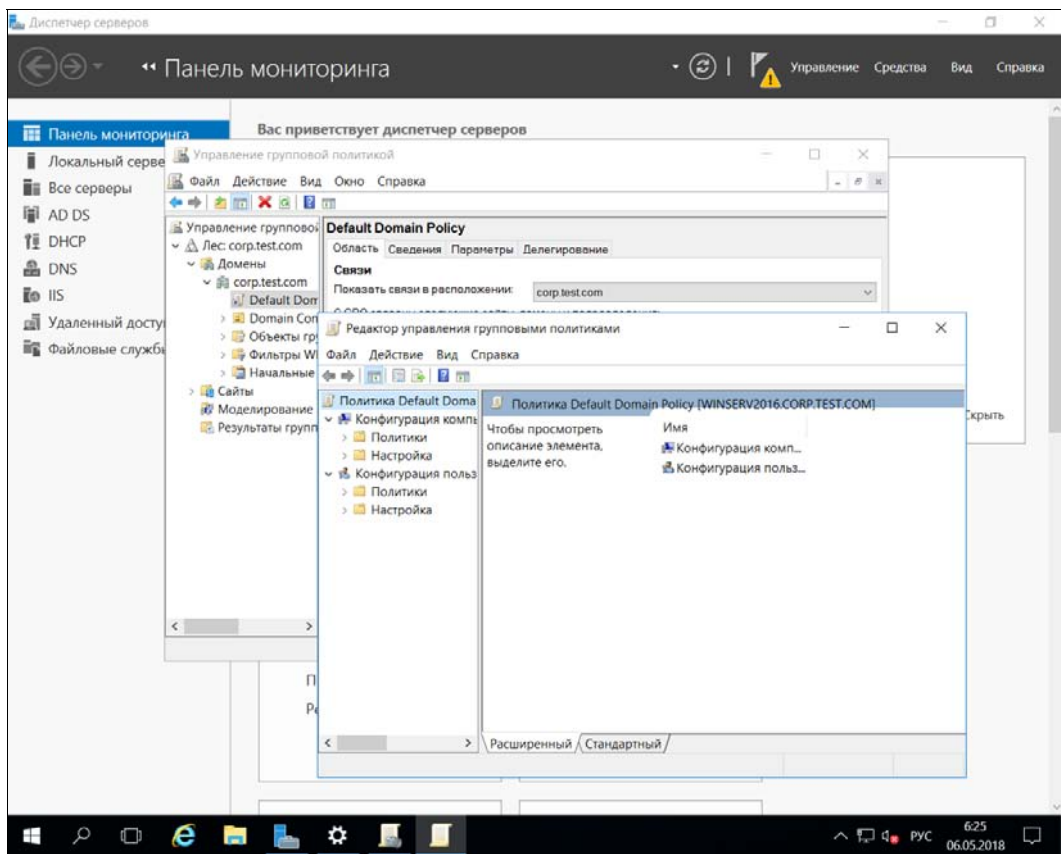 Диспетчер серверов
Панель мониторинга
Управление Средства Вид Справка
Панель мониторинга
Вас приветствует диспетчер серверов
Локальный серве
Все серверы
AD DS
DHCP
DNS
IIS
Удаленный досту
Файловые служб
Управление групповой политикой
Файл Действие Вид Окно Справка
Управление группово
Лес: corp.test.com
Домены
corp.test.com
Default Dom
Domain Con
Объекты гр
Фильтры WI
Начальные
Сайты
Моделирование
Результаты групп
Default Domain Policy
Область Сведения Параметры Делегирование
Связи
Показать связи в расположении: corp.test.com
Скрыть
Редактор управления групповыми политиками
Файл Действие Вид Справка
Политика Default Doma
Конфигурация компь
Политики
Настройка
Конфигурация польз
Политики
Настройка
Политика Default Domain Policy [WINSERV2016.CORP.TEST.COM]
Чтобы просмотреть
описание элемента,
выделите его.
Имя
Конфигурация комп...
Конфигурация польз...
Расширенный Стандартный
П
Ре
РУС
6:25
06.05.2018